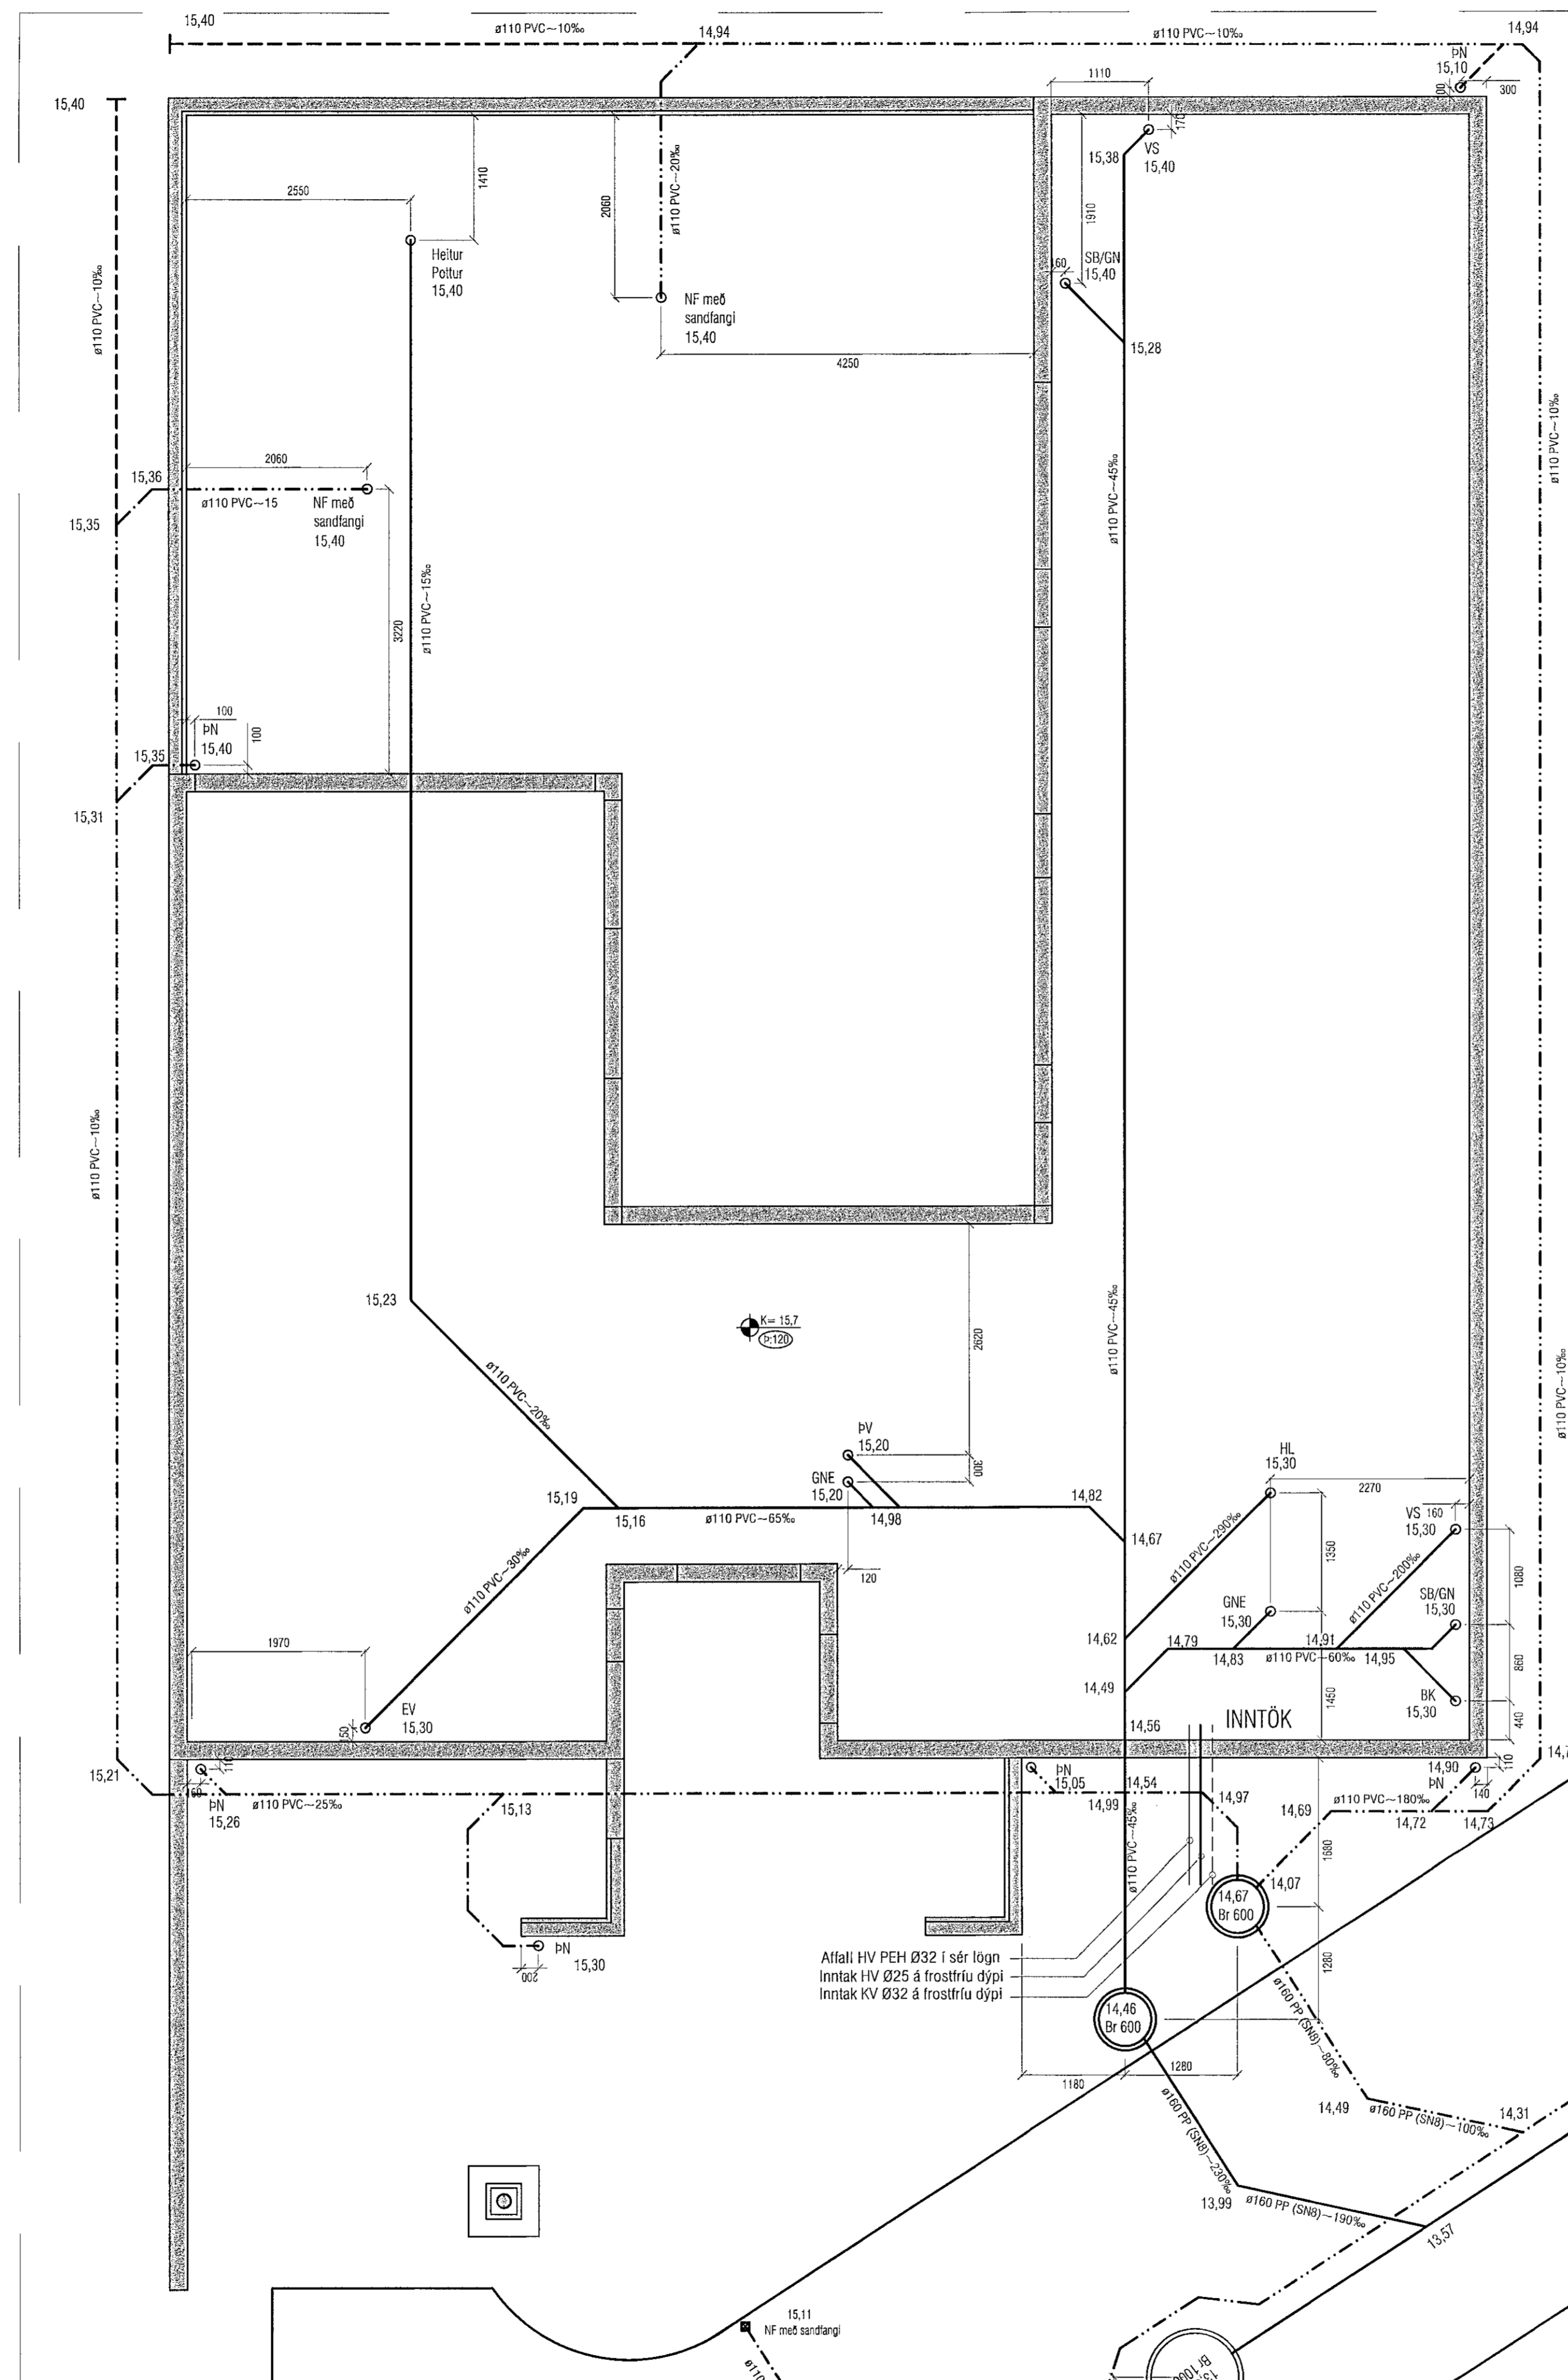 15,40
ø110 PVC~10‰
14,94
ø110 PVC~10‰
14,94
ÞN
15,10
300
15,40
1110
170
VS
15,40
15,38
2550
1410
2060
ø110 PVC~20‰
1910
ø110 PVC~10‰
Heitur
Pottur
15,40
SB/GN
15,40
NF með
sandfangi
15,40
4250
15,28
2060
15,36
ø110 PVC~15
NF með
sandfangi
15,40
15,35
ø110 PVC~45‰
ø110 PVC~10‰
ø110 PVC~15‰
3220
100
ÞN
15,40
100
15,35
15,31
ø110 PVC~10‰
15,23
K= 15,7
Þ:120
2620
ø110 PVC~45‰
ø110 PVC~10‰
ø110 PVC~20‰
ÞV
15,20
300
GNE
15,20
HL
15,30
2270
15,19
15,16
ø110 PVC~65‰
14,98
14,82
14,67
VS
160
15,30
ø110 PVC~290‰
1350
ø110 PVC~200‰
1080
120
ø110 PVC~30‰
GNE
15,30
SB/GN
15,30
14,62
14,79
14,83
14,91
ø110 PVC~60‰
14,95
860
1970
14,49
1450
BK
15,30
440
EV
15,30
14,56
INNTÖK
15,21
110
ÞN
15,26
ø110 PVC~25‰
15,13
ÞN
15,05
14,99
14,54
14,97
14,90
ÞN
110
140
14,69
ø110 PVC~180‰
14,72
14,73
ø110 PVC~45‰
1680
14,07
14,67
Br 600
ÞN
15,30
200
Affall HV PEH Ø32 í sér lögn
Inntak HV Ø25 á frostfríu dýpi
Inntak KV Ø32 á frostfríu dýpi
1280
14,46
Br 600
ø160 PP (SN8)~80‰
1180
1280
ø160 PP (SN8)~230‰
14,49
ø160 PP (SN8)~100‰
14,31
13,99
ø160 PP (SN8)~190‰
13,57
15,11
NF með sandfangi
ø110
Br 1000